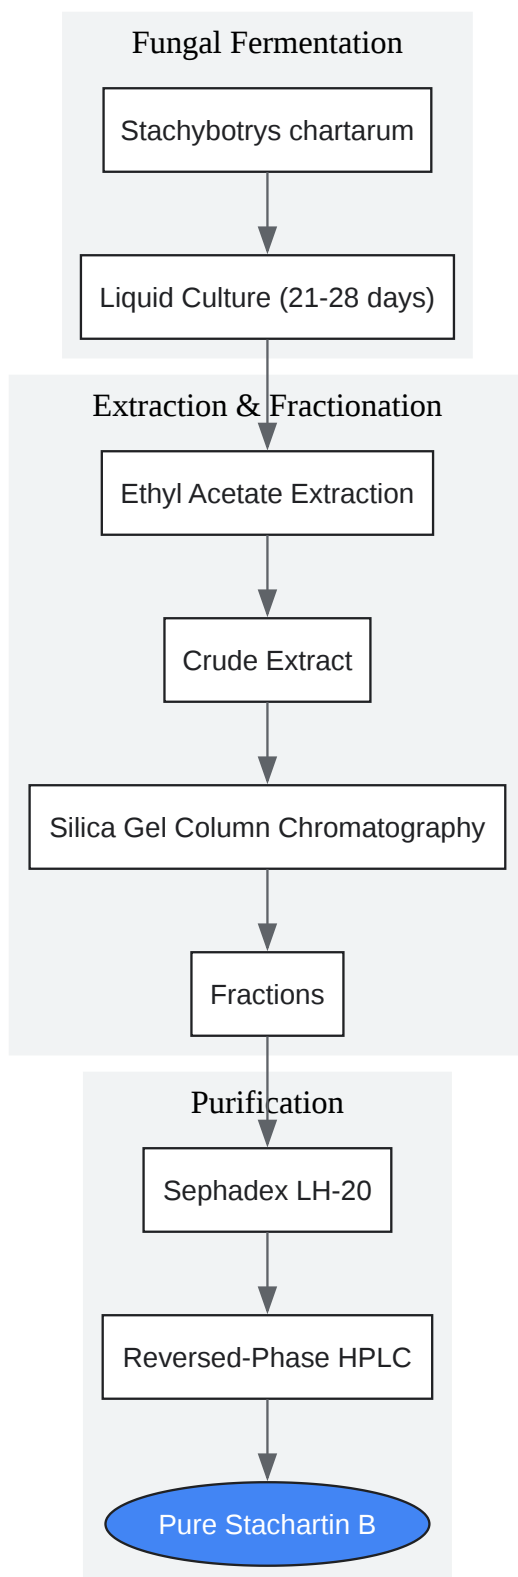 Fungal Fermentation
Stachybotrys chartarum
Liquid Culture (21-28 days)
Extraction & Fractionation
Ethyl Acetate Extraction
Crude Extract
Silica Gel Column Chromatography
Fractions
Purification
Sephadex LH-20
Reversed-Phase HPLC
Pure Stachartin B